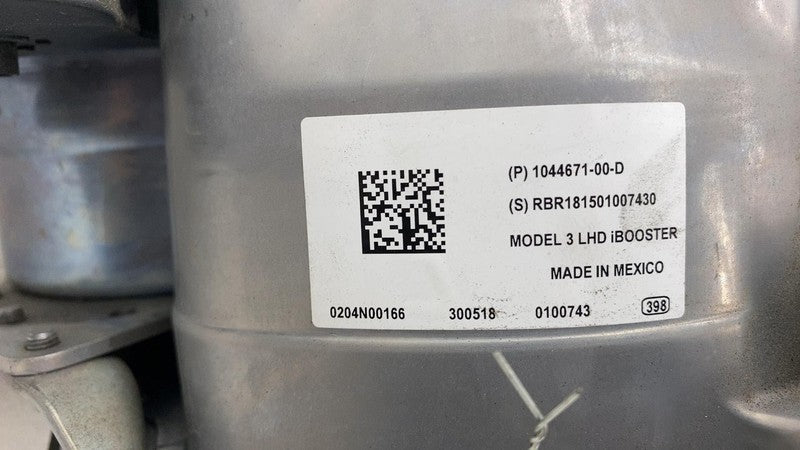 (P) 1044671-00-D
(S) RBR181501007430
MODEL 3 LHD iBOOSTER
MADE IN MEXICO
0204N00166 300518 0100743 398